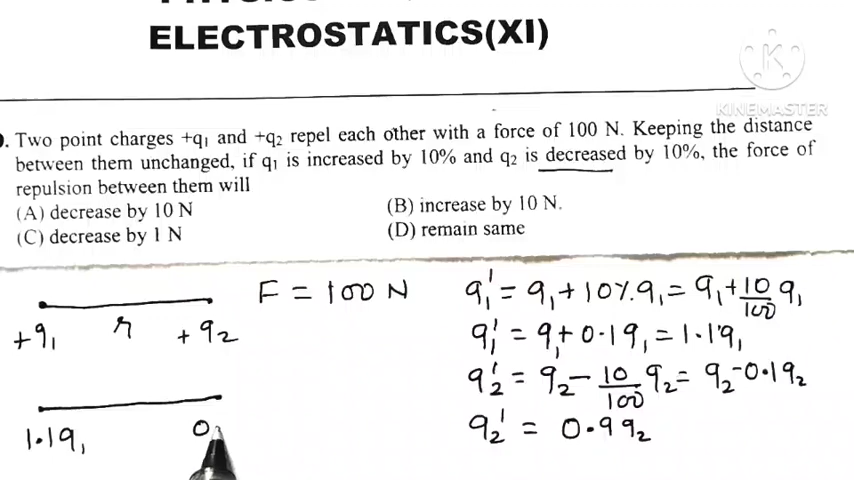 ELECTROSTATICS(XI)
KINEMASTER
. Two point charges +q₁ and +q₂ repel each other with a force of 100 N. Keeping the distance
between them unchanged, if q₁ is increased by 10% and q₂ is decreased by 10%, the force of
repulsion between them will
(A) decrease by 10 N (B) increase by 10 N.
(C) decrease by 1 N (D) remain same
F = 100 N
+q₁ r +q₂
1.1q₁ 0.
q₁' = q₁ + 10% q₁ = q₁ + 10/100 q₁
q₁' = q₁ + 0.1q₁ = 1.1q₁
q₂' = q₂ - 10/100 q₂ = q₂ - 0.1q₂
q₂' = 0.9q₂